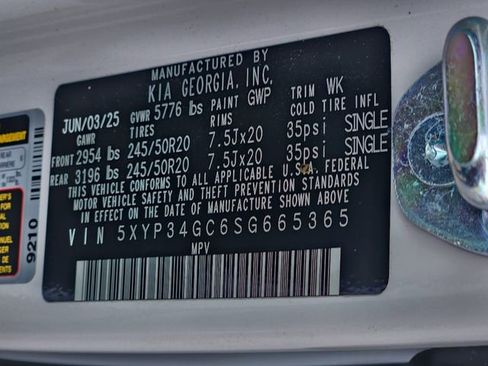 MANUFACTURED BY
KIA GEORGIA, INC.
JUN/03/25 GVWR 5776 lbs PAINT GWP TRIM WK
GAWR TIRES RIMS COLD TIRE INFL
FRONT 2954 lbs 245/50R20 7.5Jx20 35psi SINGLE
REAR 3196 lbs 245/50R20 7.5Jx20 35psi SINGLE
THIS VEHICLE CONFORMS TO ALL APPLICABLE U.S.A. FEDERAL
MOTOR VEHICLE SAFETY AND THEFT PREVENTION STANDARDS
IN EFFECT ON THE DATE OF MANUFACTURE SHOWN ABOVE.
VIN 5XYP34GC6SG665365
MPV
9210